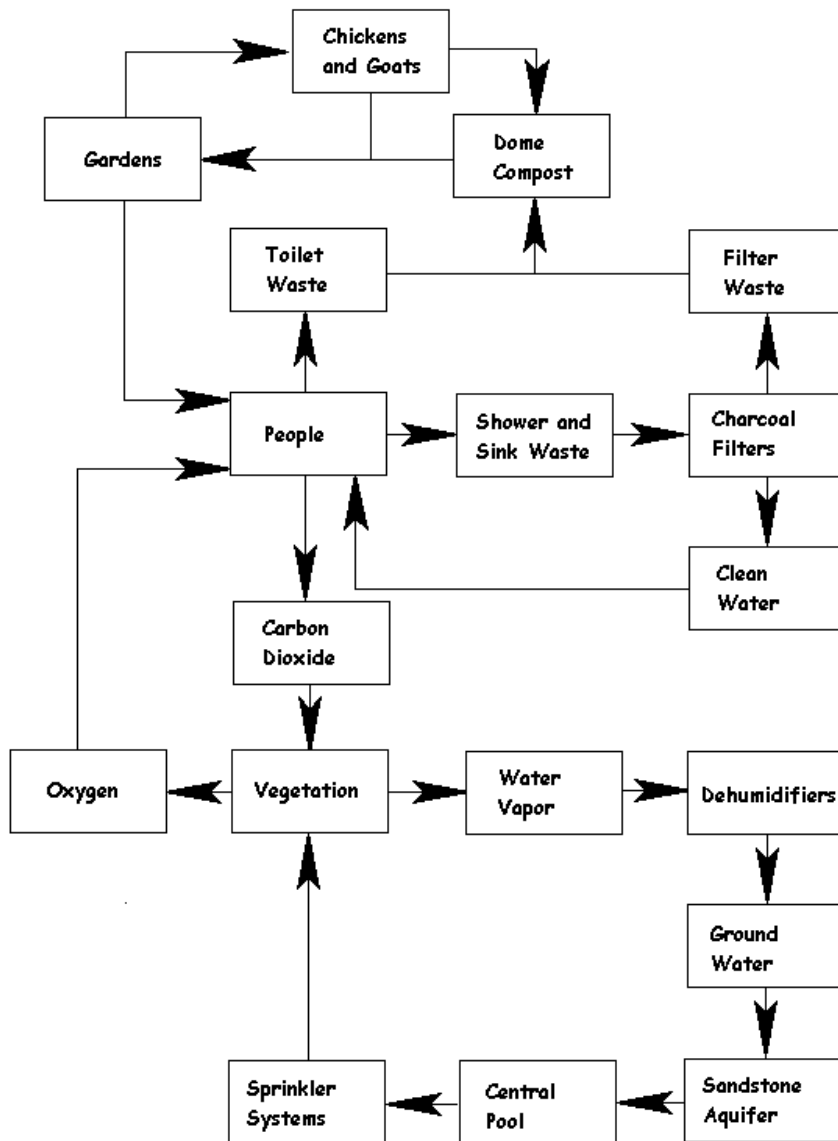 Chickens
and Goats
Gardens
Dome
Compost
Toilet
Waste
Filter
Waste
People
Shower and
Sink Waste
Charcoal
Filters
Clean
Water
Carbon
Dioxide
Oxygen
Vegetation
Water
Vapor
Dehumidifiers
Ground
Water
Sprinkler
Systems
Central
Pool
Sandstone
Aquifer